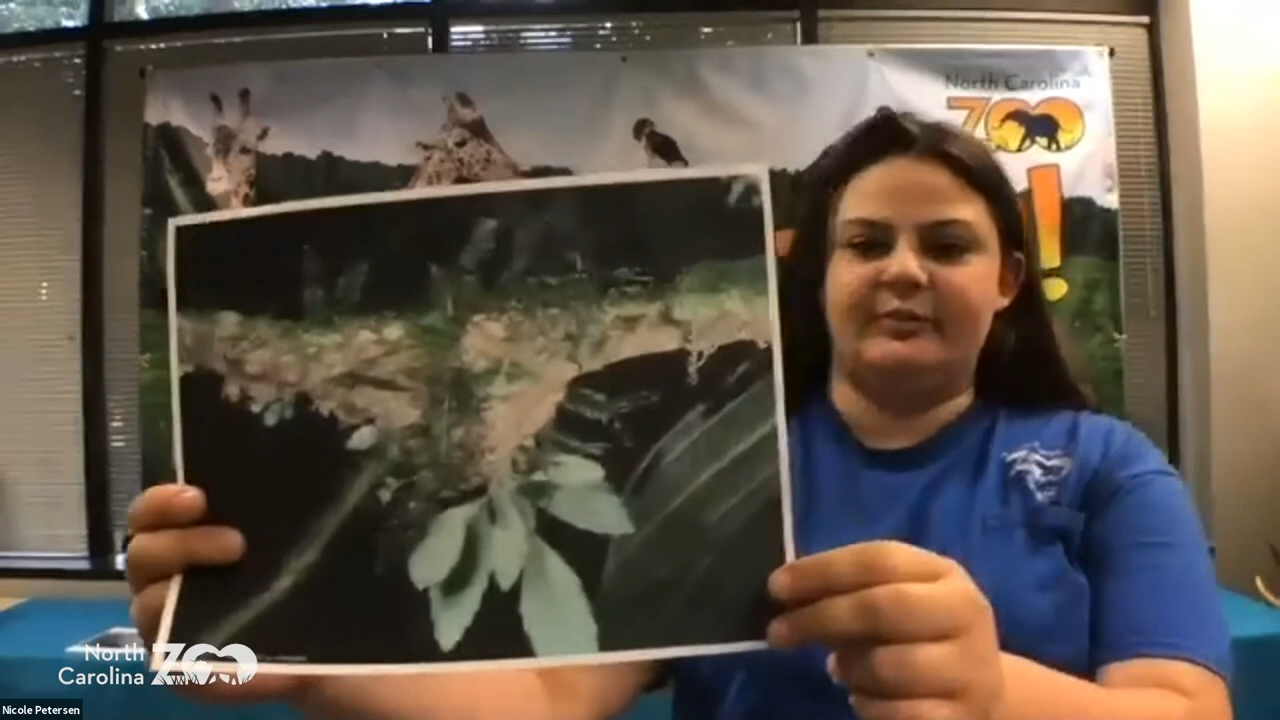 North Carolina
ZOO
!
North
Carolina ZOO
Nicole Petersen